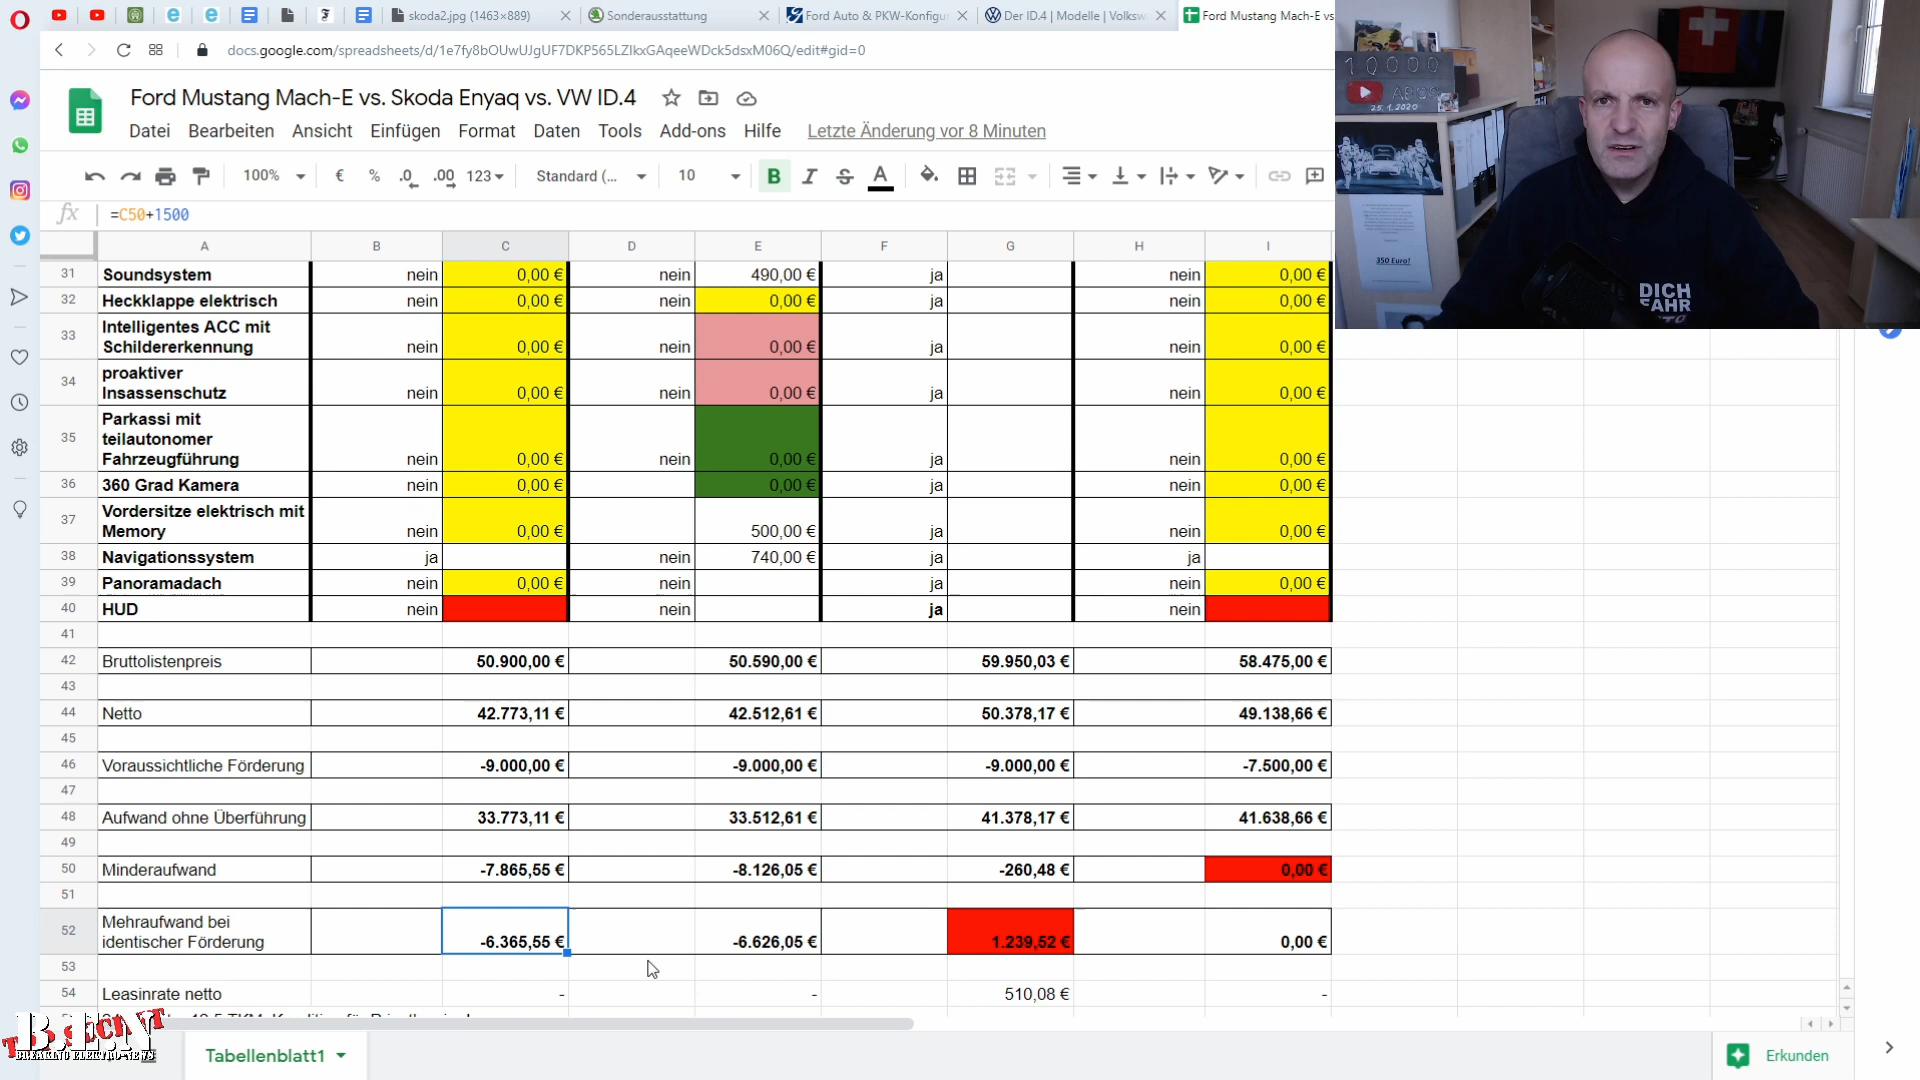 skoda2.jpg (1463×889)
Sonderausstattung
Ford Auto & PKW-Konfigu
Der ID.4 | Modelle | Volksw
Ford Mustang Mach-E vs
docs.google.com/spreadsheets/d/1e7fy8bOUwUJgUF7DKP565LZIkxGAqeeWDck5dsxM06Q/edit#gid=0
Ford Mustang Mach-E vs. Skoda Enyaq vs. VW ID.4
Datei Bearbeiten Ansicht Einfügen Format Daten Tools Add-ons Hilfe Letzte Änderung vor 8 Minuten
100% € % .0 .00 123 Standard (... 10 B I S A
fx =C50+1500
A B C D E F G H I
31 Soundsystem nein 0,00 € nein 490,00 € ja nein 0,00 €
32 Heckklappe elektrisch nein 0,00 € nein 0,00 € ja nein 0,00 €
33 Intelligentes ACC mit
Schildererkennung nein 0,00 € nein 0,00 € ja nein 0,00 €
34 proaktiver
Insassenschutz nein 0,00 € nein 0,00 € ja nein 0,00 €
35 Parkassi mit
teilautonomer
Fahrzeugführung nein 0,00 € nein 0,00 € ja nein 0,00 €
36 360 Grad Kamera nein 0,00 € 0,00 € ja nein 0,00 €
37 Vordersitze elektrisch mit
Memory nein 0,00 € 500,00 € ja nein 0,00 €
38 Navigationssystem ja nein 740,00 € ja ja
39 Panoramadach nein 0,00 € nein ja nein 0,00 €
40 HUD nein nein ja nein
41
42 Bruttolistenpreis 50.900,00 € 50.590,00 € 59.950,03 € 58.475,00 €
43
44 Netto 42.773,11 € 42.512,61 € 50.378,17 € 49.138,66 €
45
46 Voraussichtliche Förderung -9.000,00 € -9.000,00 € -9.000,00 € -7.500,00 €
47
48 Aufwand ohne Überführung 33.773,11 € 33.512,61 € 41.378,17 € 41.638,66 €
49
50 Minderaufwand -7.865,55 € -8.126,05 € -260,48 € 0,00 €
51
52 Mehraufwand bei
identischer Förderung -6.365,55 € -6.626,05 € 1.239,52 € 0,00 €
53
54 Leasinrate netto - - 510,08 € -
BREAKING ELEKTRO-NEWS
Tabellenblatt1
Erkunden
10000
ABOS
25.1.2020
350 Euro!
DICH
FAHR